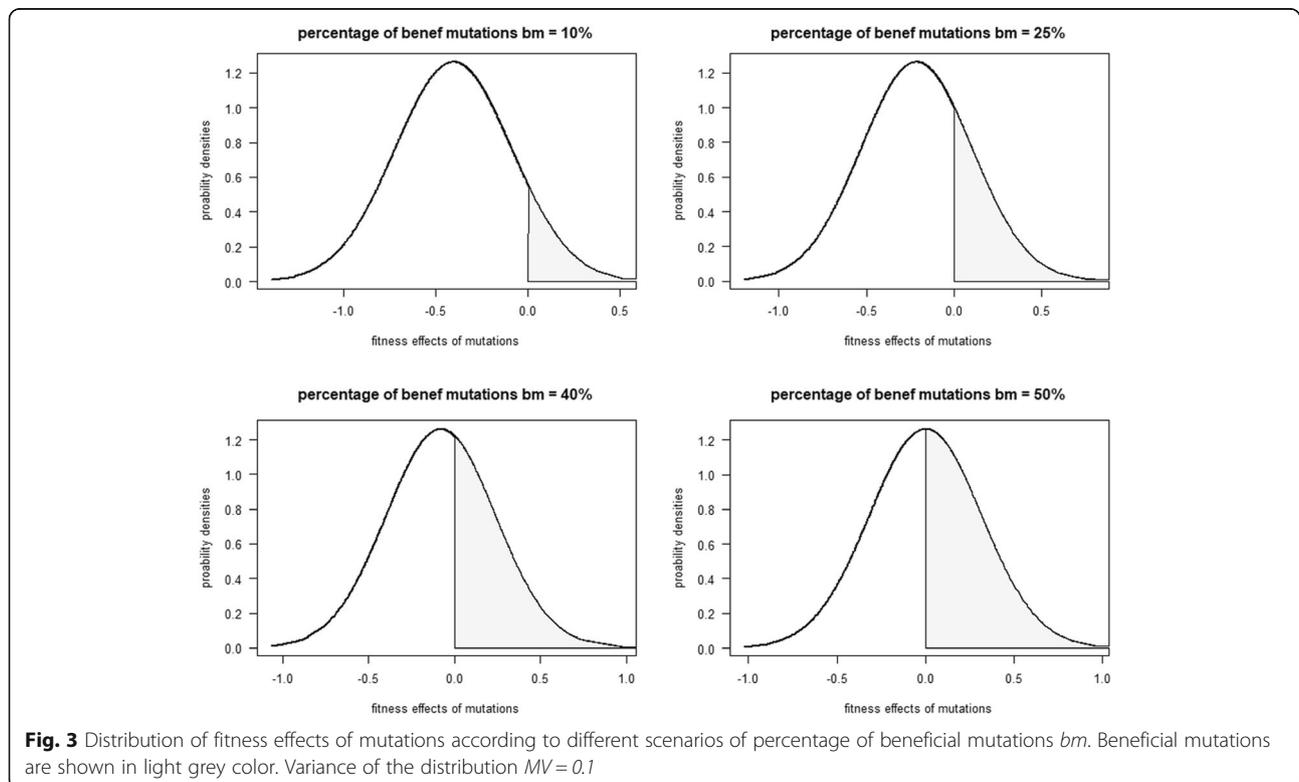 percentage of benef mutations bm = 10%
proability densities
1.2
1.0
0.8
0.6
0.4
0.2
0.0
-1.0 -0.5 0.0 0.5
fitness effects of mutations
percentage of benef mutations bm = 25%
proability densities
1.2
1.0
0.8
0.6
0.4
0.2
0.0
-1.0 -0.5 0.0 0.5
fitness effects of mutations
percentage of benef mutations bm = 40%
proability densities
1.2
1.0
0.8
0.6
0.4
0.2
0.0
-1.0 -0.5 0.0 0.5 1.0
fitness effects of mutations
percentage of benef mutations bm = 50%
proability densities
1.2
1.0
0.8
0.6
0.4
0.2
0.0
-1.0 -0.5 0.0 0.5 1.0
fitness effects of mutations
Fig. 3 Distribution of fitness effects of mutations according to different scenarios of percentage of beneficial mutations bm. Beneficial mutations
are shown in light grey color. Variance of the distribution MV = 0.1